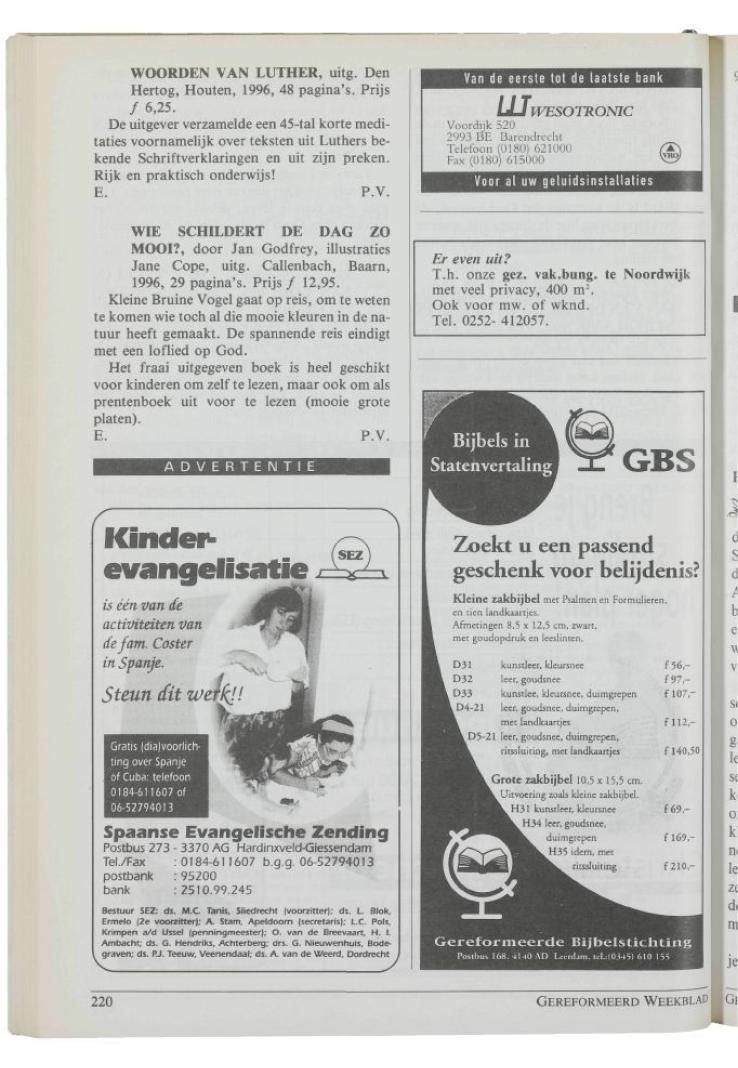 WOORDEN VAN LUTHER, uitg. Den
Hertog, Houten, 1996, 48 pagina's. Prijs
ƒ 6,25.
De uitgever verzamelde een 45-tal korte medi-
taties voornamelijk over teksten uit Luthers be-
kende Schriftverklaringen en uit zijn preken.
Rijk en praktisch onderwijs!
E. P.V.
WIE SCHILDERT DE DAG ZO
MOOI?, door Jan Godfrey, illustraties
Jane Cope, uitg. Callenbach, Baarn,
1996, 29 pagina's. Prijs ƒ 12,95.
Kleine Bruine Vogel gaat op reis, om te weten
te komen wie toch al die mooie kleuren in de na-
tuur heeft gemaakt. De spannende reis eindigt
met een loflied op God.
Het fraai uitgegeven boek is heel geschikt
voor kinderen om zelf te lezen, maar ook om als
prentenboek uit voor te lezen (mooie grote
platen).
E. P.V.
ADVERTENTIE
Kinder-
evangelisatie
SEZ
is één van de
activiteiten van
de fam. Coster
in Spanje.
Steun dit werk!!
Gratis (dia)voorlich-
ting over Spanje
of Cuba: telefoon
0184-611607 of
06-52794013
Spaanse Evangelische Zending
Postbus 273 - 3370 AG Hardinxveld-Giessendam
Tel./Fax : 0184-611607 b.g.g. 06-52794013
postbank : 95200
bank : 2510.99.245
Bestuur SEZ: ds. M.C. Tanis, Sliedrecht (voorzitter); ds. L. Blok,
Ermelo (2e voorzitter); A. Stam, Apeldoorn (secretaris); L.C. Pols,
Krimpen a/d IJssel (penningmeester); O. van de Breevaart, H. I.
Ambacht; ds. G. Hendriks, Achterberg; drs. G. Nieuwenhuis, Bode-
graven; ds. P.J. Teeuw, Veenendaal; ds. A. van de Weerd, Dordrecht
Van de eerste tot de laatste bank
WESOTRONIC
Voordijk 520
2993 BE Barendrecht
Telefoon (0180) 621000
Fax (0180) 615000
VRO
Voor al uw geluidsinstallaties
Er even uit?
T.h. onze gez. vak.bung. te Noordwijk
met veel privacy, 400 m².
Ook voor mw. of wknd.
Tel. 0252- 412057.
Bijbels in
Statenvertaling
GBS
Zoekt u een passend
geschenk voor belijdenis?
Kleine zakbijbel met Psalmen en Formulieren,
en tien landkaartjes.
Afmetingen 8,5 x 12,5 cm, zwart,
met goudopdruk en leeslinten.
D31 kunstleer, kleursnee f 56,–
D32 leer, goudsnee f 97,–
D33 kunstlee, kleursnee, duimgrepen f 107,–
D4-21 leer, goudsnee, duimgrepen,
met landkaartjes f 112,–
D5-21 leer, goudsnee, duimgrepen,
ritssluiting, met landkaartjes f 140,50
Grote zakbijbel 10,5 x 15,5 cm.
Uitvoering zoals kleine zakbijbel.
H31 kunstleer, kleursnee f 69,–
H34 leer, goudsnee,
duimgrepen f 169,–
H35 idem, met
ritssluiting f 210,–
Gereformeerde Bijbelstichting
Postbus 168, 4140 AD Leerdam, tel.:(0345) 610 155
220 GEREFORMEERD WEEKBLAD